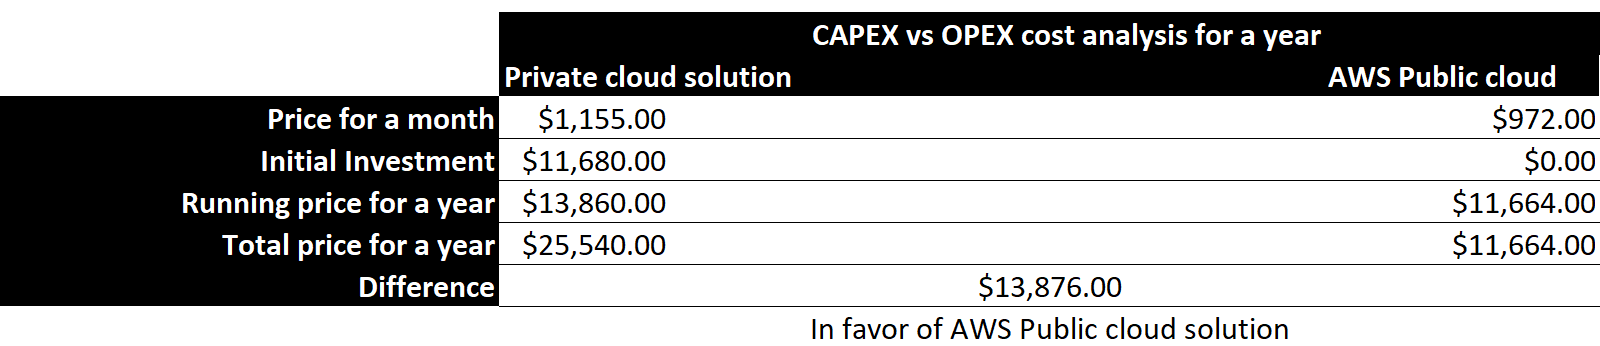 CAPEX vs OPEX cost analysis for a year
Private cloud solution AWS Public cloud
Price for a month $1,155.00 $972.00
Initial Investment $11,680.00 $0.00
Running price for a year $13,860.00 $11,664.00
Total price for a year $25,540.00 $11,664.00
Difference $13,876.00
In favor of AWS Public cloud solution